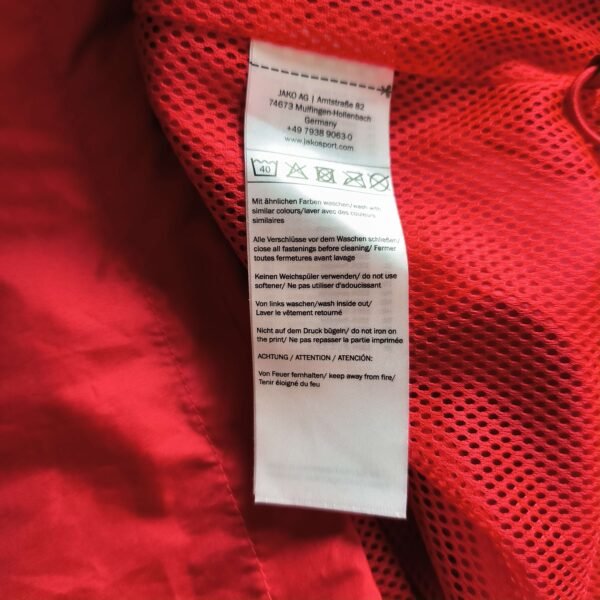 JAKO AG | Amtstraße 82
74673 Mulfingen-Hollenbach
Germany
+49 7938 9063-0
www.jakosport.com
40
Mit ähnlichen Farben waschen/wash with
similar colours/laver avec des couleurs
similaires
Alle Verschlüsse vor dem Waschen schließen/
close all fastenings before cleaning/ Fermer
toutes fermetures avant lavage
Keinen Weichspüler verwenden/ do not use
softener/ Ne pas utiliser d'adoucissant
Von links waschen/wash inside out/
Laver le vêtement retourné
Nicht auf dem Druck bügeln/ do not iron on
the print/ Ne pas repasser la partie imprimée
ACHTUNG / ATTENTION / ATENCIÓN:
Von Feuer fernhalten/ keep away from fire/
Tenir éloigné du feu